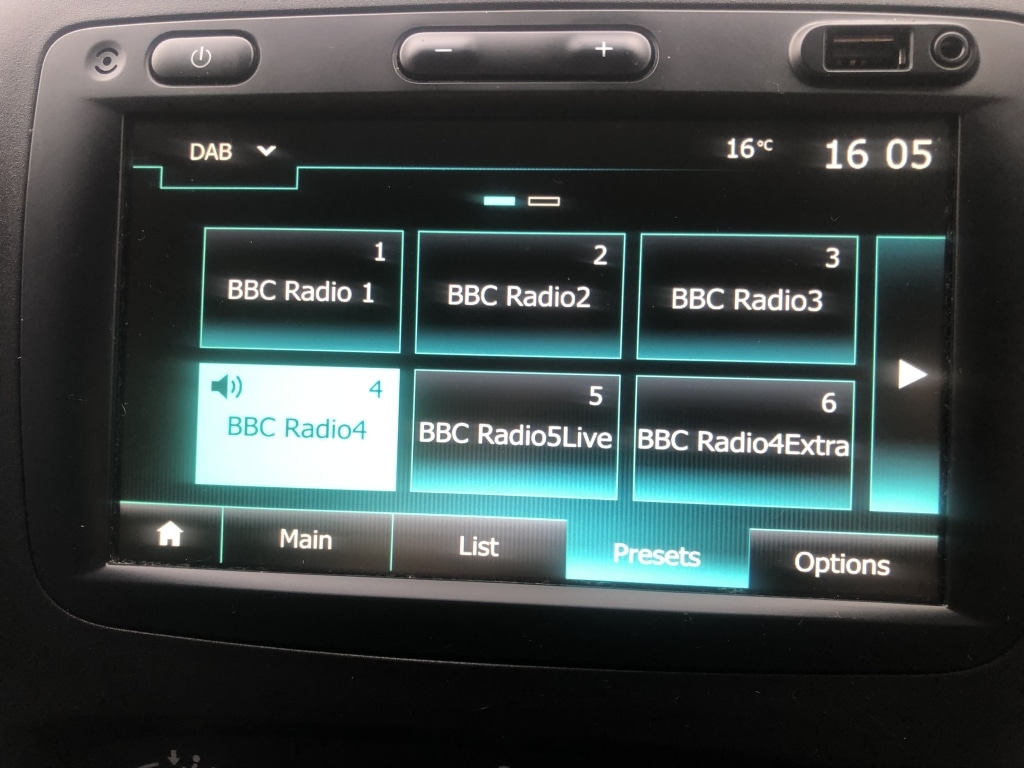 − +
DAB 16°C 16 05
1 2 3
BBC Radio 1 BBC Radio2 BBC Radio3
4 5 6
BBC Radio4 BBC Radio5Live BBC Radio4Extra
Main List Presets Options